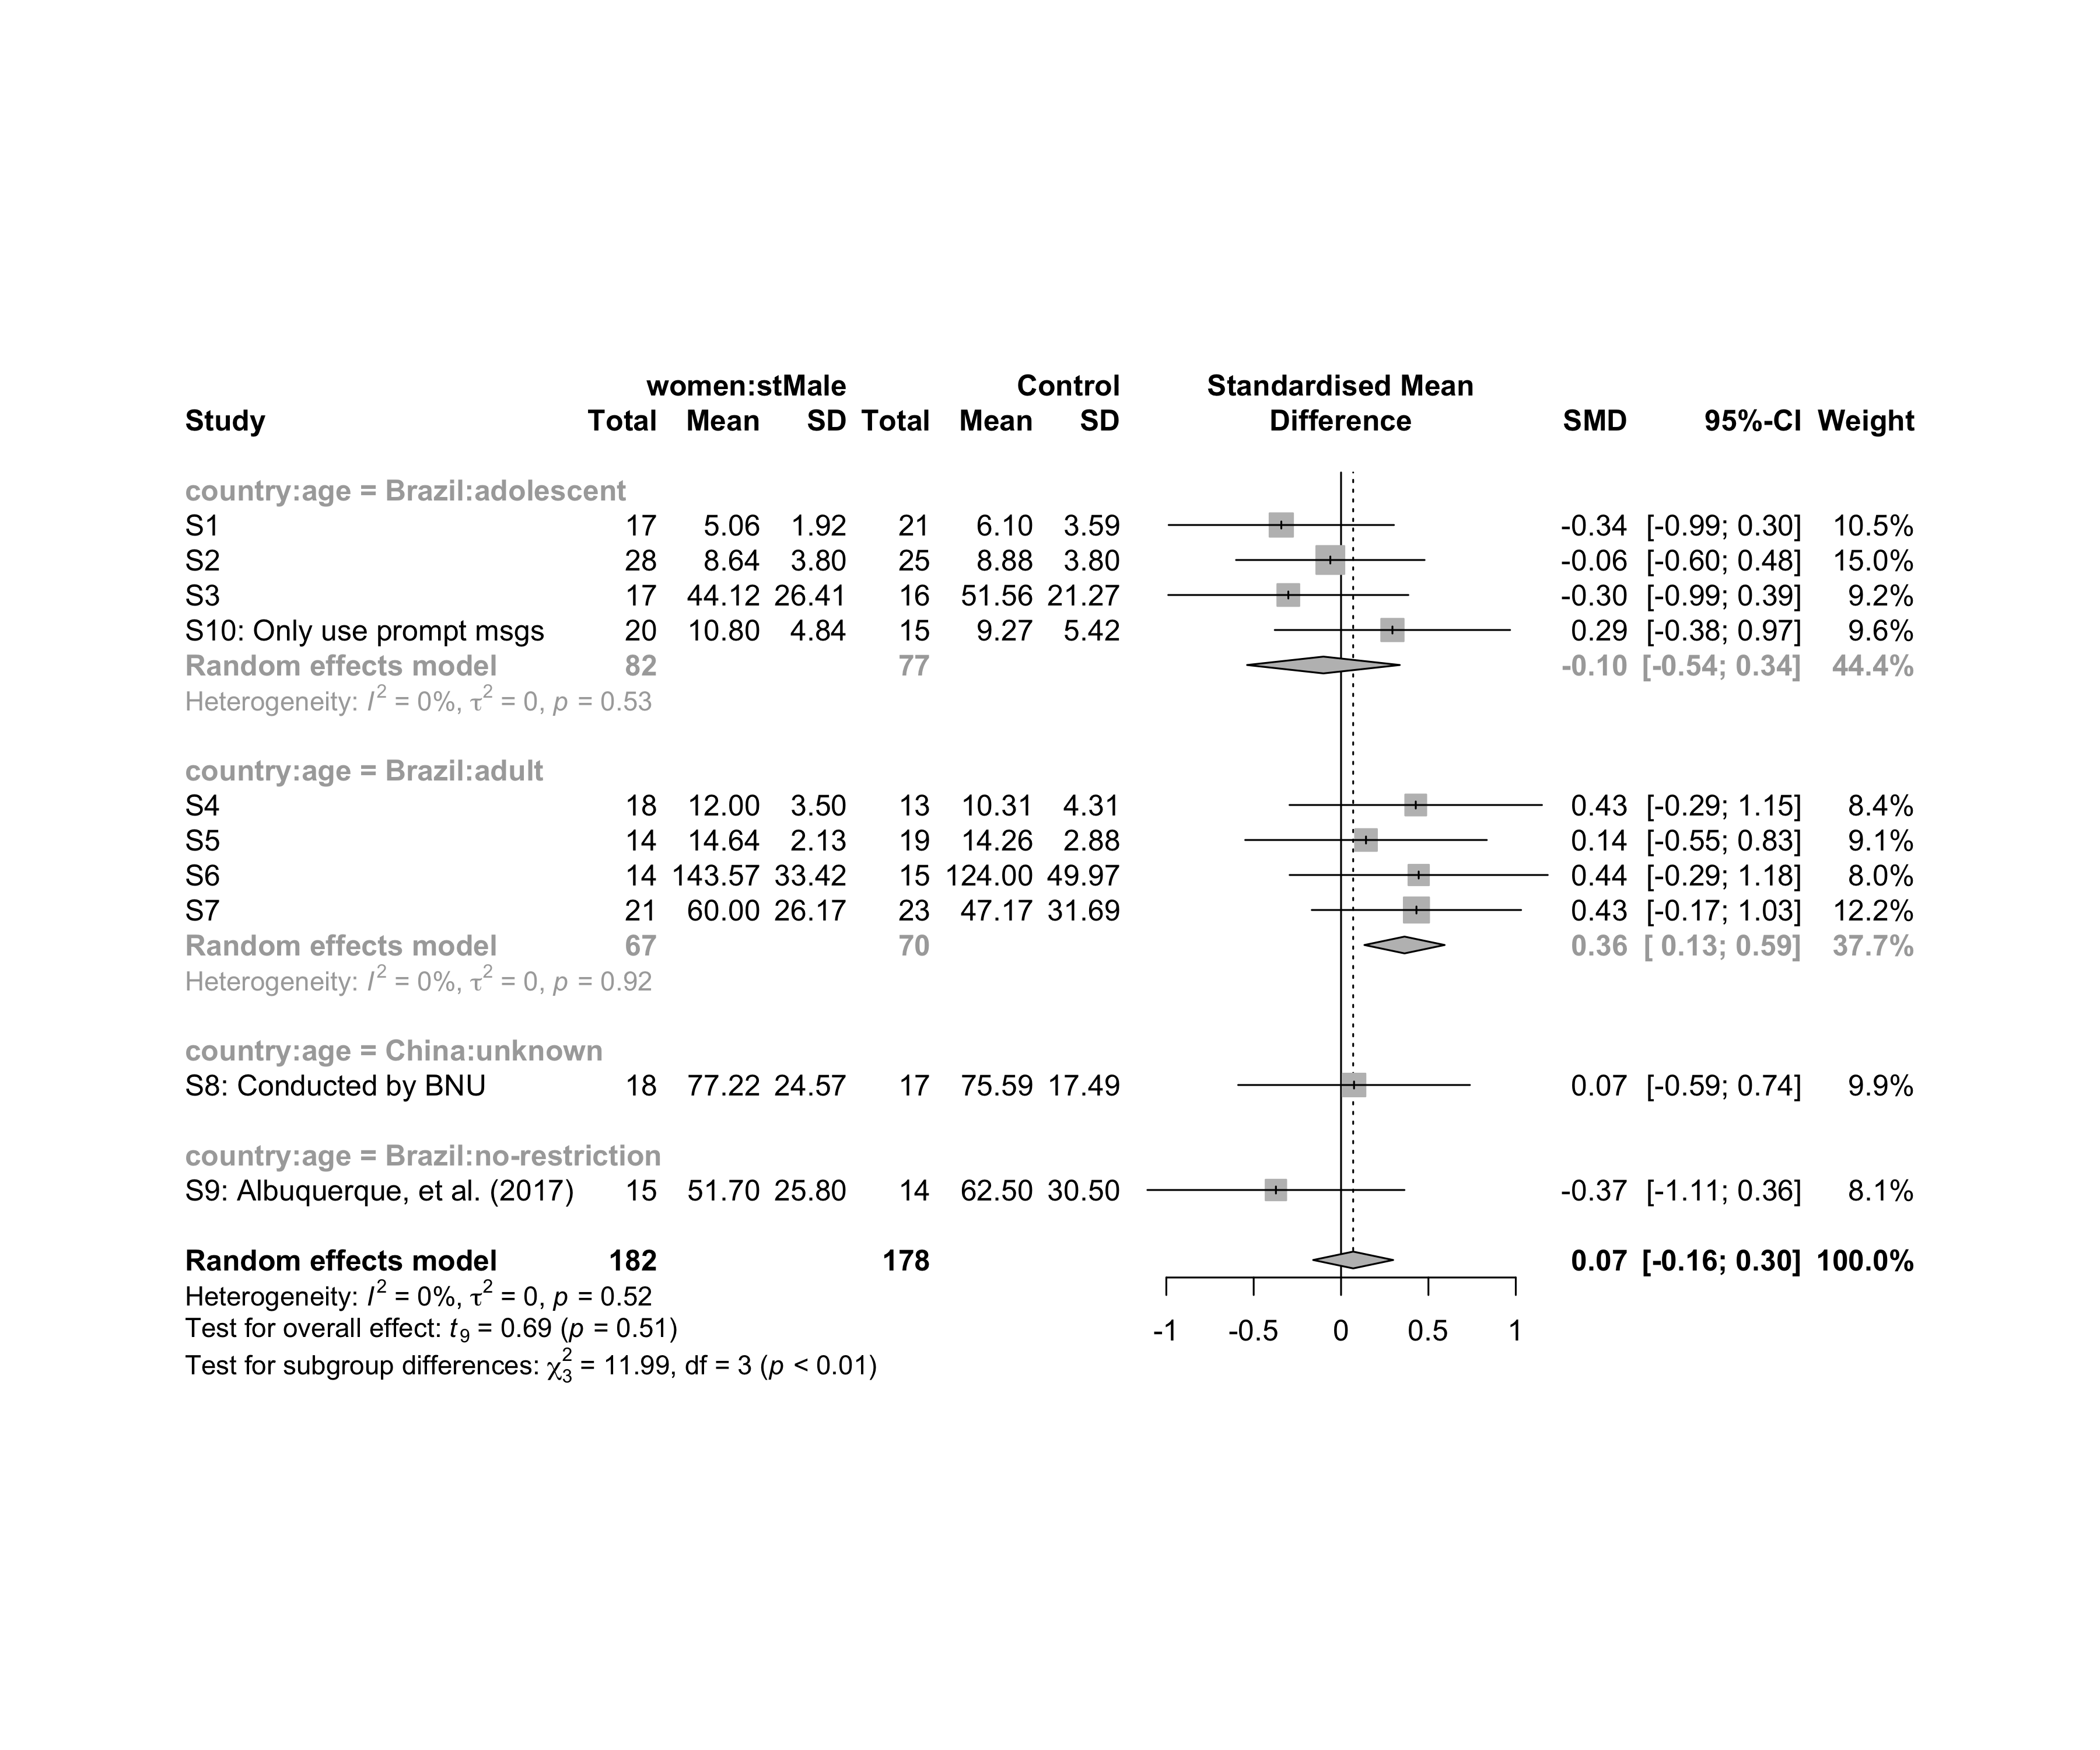 women:stMale Control Standardised Mean
Study Total Mean SD Total Mean SD Difference SMD 95%-CI Weight
country:age = Brazil:adolescent
S1 17 5.06 1.92 21 6.10 3.59 -0.34 [-0.99; 0.30] 10.5%
S2 28 8.64 3.80 25 8.88 3.80 -0.06 [-0.60; 0.48] 15.0%
S3 17 44.12 26.41 16 51.56 21.27 -0.30 [-0.99; 0.39] 9.2%
S10: Only use prompt msgs 20 10.80 4.84 15 9.27 5.42 0.29 [-0.38; 0.97] 9.6%
Random effects model 82 77 -0.10 [-0.54; 0.34] 44.4%
Heterogeneity: I² = 0%, τ² = 0, p = 0.53
country:age = Brazil:adult
S4 18 12.00 3.50 13 10.31 4.31 0.43 [-0.29; 1.15] 8.4%
S5 14 14.64 2.13 19 14.26 2.88 0.14 [-0.55; 0.83] 9.1%
S6 14 143.57 33.42 15 124.00 49.97 0.44 [-0.29; 1.18] 8.0%
S7 21 60.00 26.17 23 47.17 31.69 0.43 [-0.17; 1.03] 12.2%
Random effects model 67 70 0.36 [ 0.13; 0.59] 37.7%
Heterogeneity: I² = 0%, τ² = 0, p = 0.92
country:age = China:unknown
S8: Conducted by BNU 18 77.22 24.57 17 75.59 17.49 0.07 [-0.59; 0.74] 9.9%
country:age = Brazil:no-restriction
S9: Albuquerque, et al. (2017) 15 51.70 25.80 14 62.50 30.50 -0.37 [-1.11; 0.36] 8.1%
Random effects model 182 178 0.07 [-0.16; 0.30] 100.0%
Heterogeneity: I² = 0%, τ² = 0, p = 0.52
Test for overall effect: t₉ = 0.69 (p = 0.51)
-1 -0.5 0 0.5 1
Test for subgroup differences: χ²₃ = 11.99, df = 3 (p < 0.01)